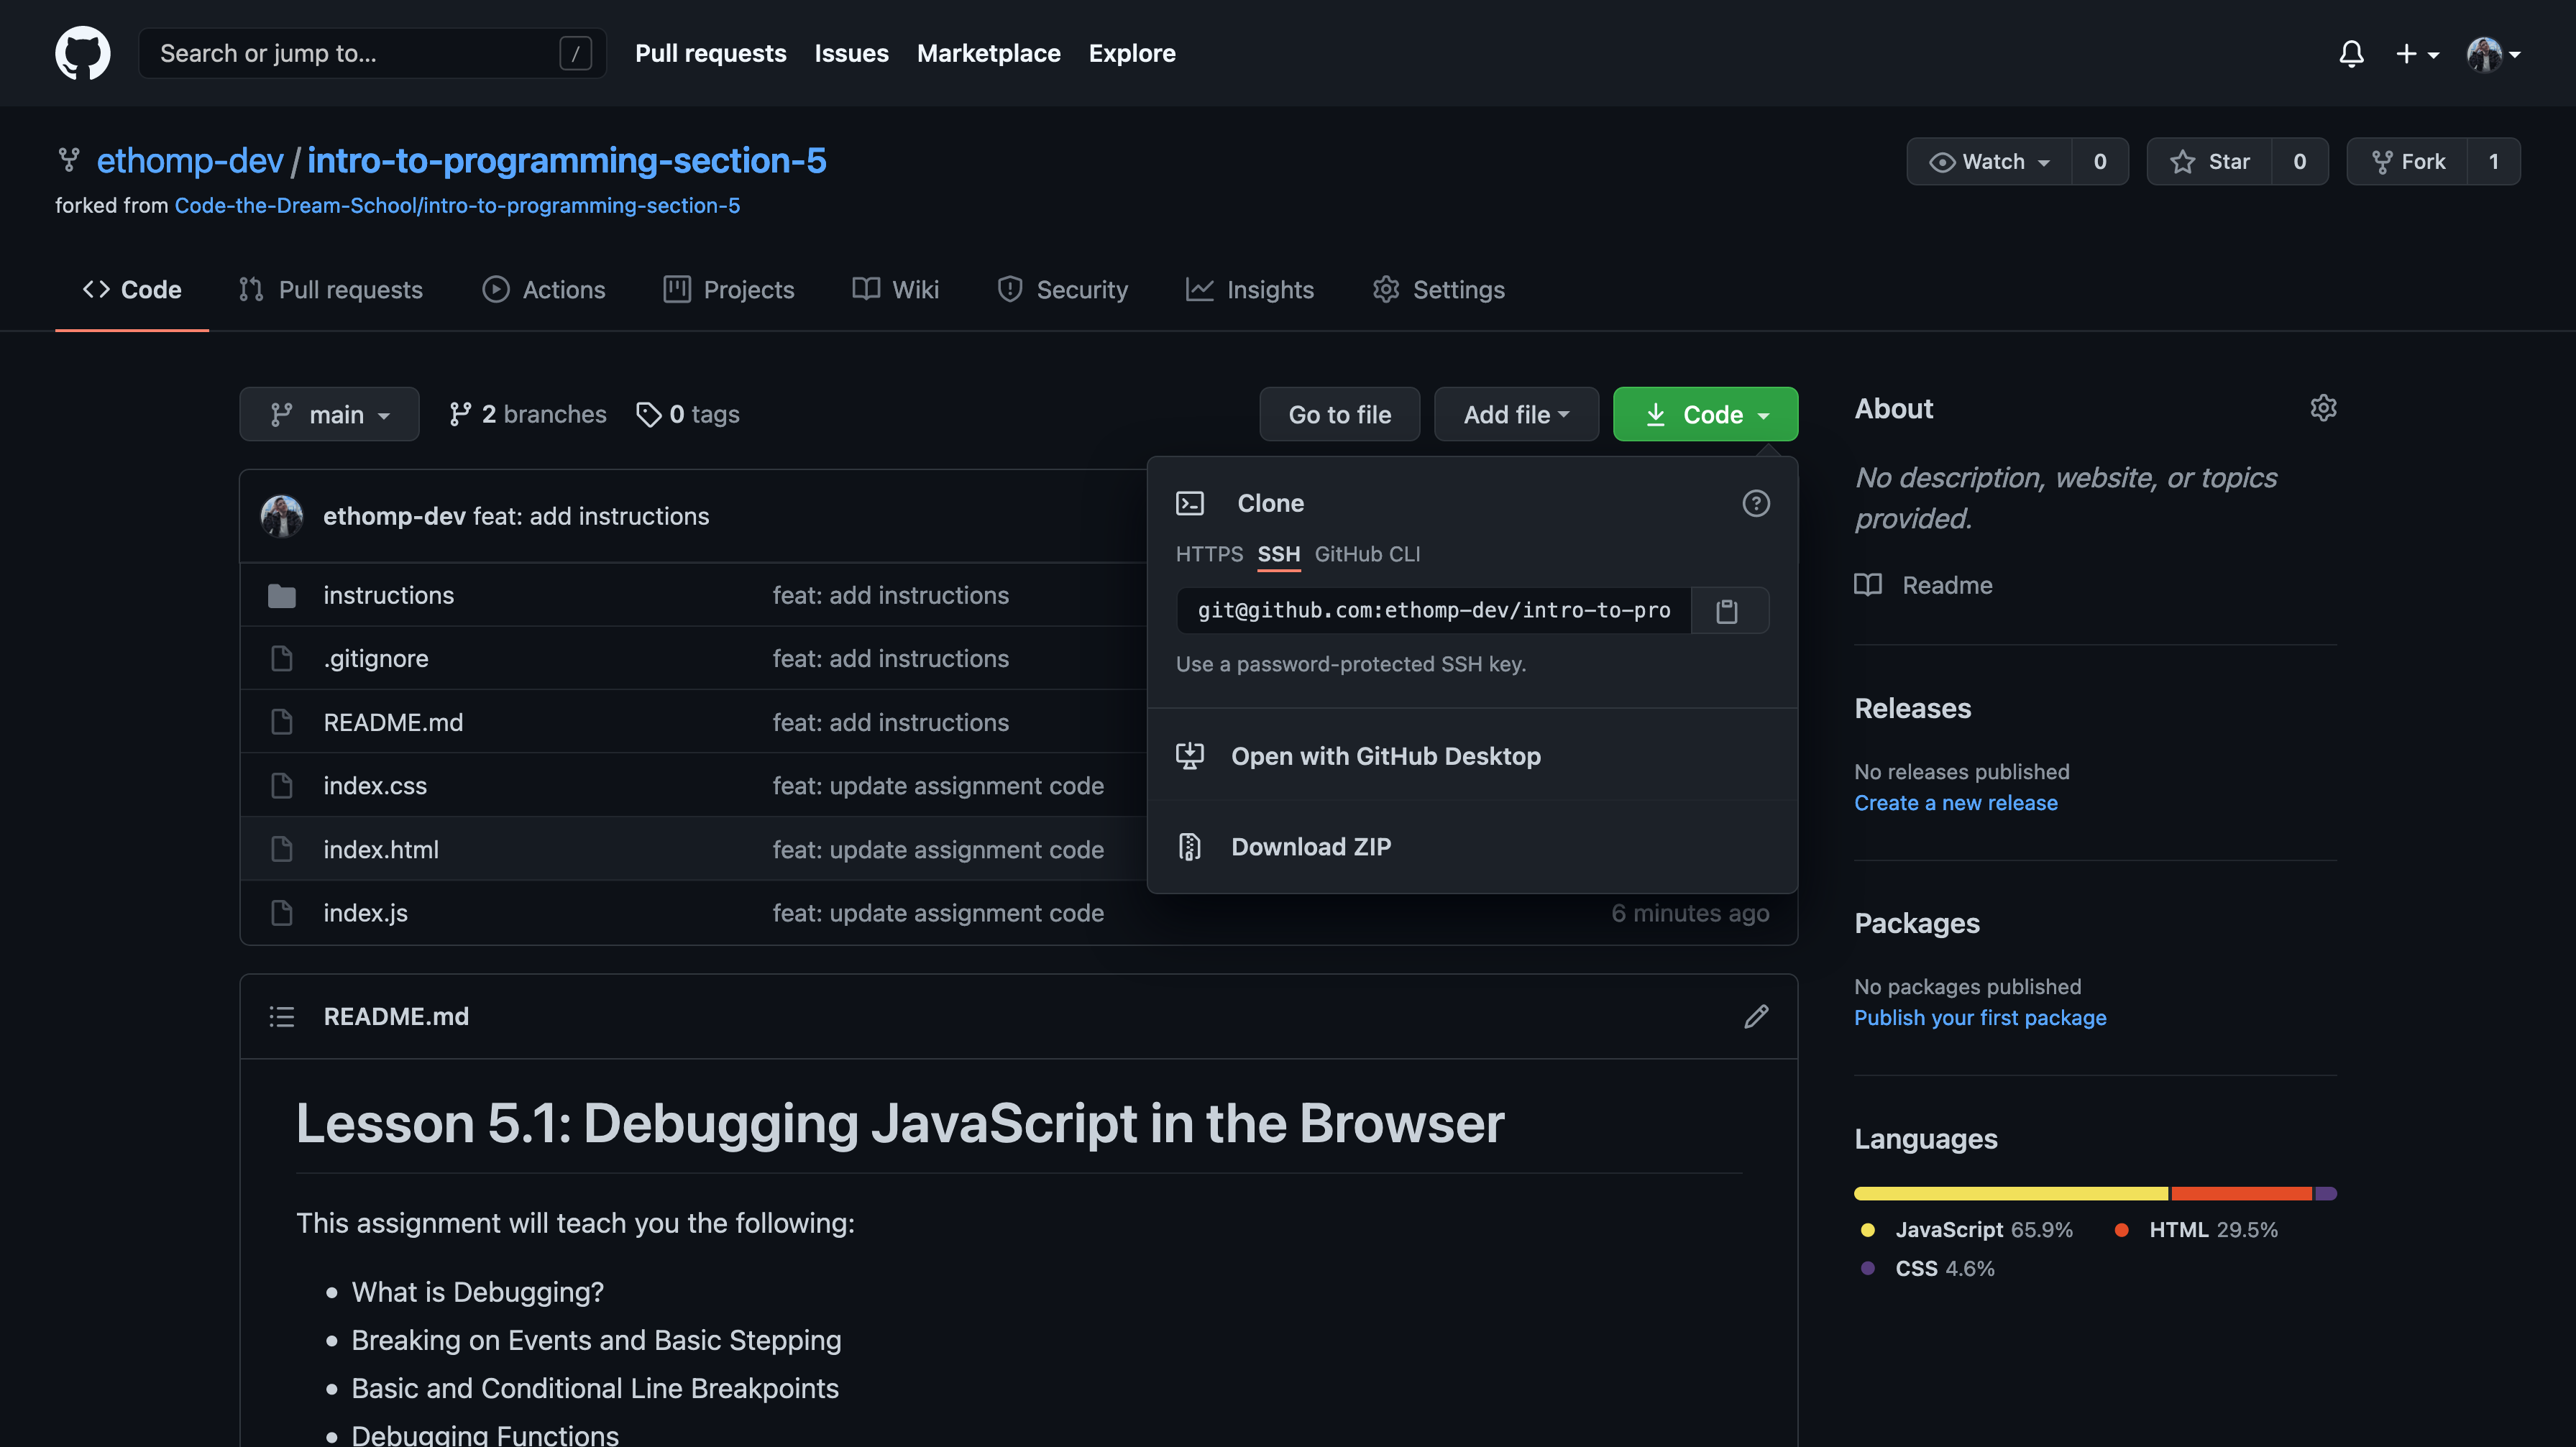 Search or jump to... /
Pull requests Issues Marketplace Explore
ethomp-dev / intro-to-programming-section-5
forked from Code-the-Dream-School/intro-to-programming-section-5
Watch 0 Star 0 Fork 1
Code Pull requests Actions Projects Wiki Security Insights Settings
main 2 branches 0 tags
Go to file Add file Code
ethomp-dev feat: add instructions
instructions feat: add instructions
.gitignore feat: add instructions
README.md feat: add instructions
index.css feat: update assignment code
index.html feat: update assignment code
index.js feat: update assignment code 6 minutes ago
Clone
HTTPS SSH GitHub CLI
git@github.com:ethomp-dev/intro-to-pro
Use a password-protected SSH key.
Open with GitHub Desktop
Download ZIP
README.md
Lesson 5.1: Debugging JavaScript in the Browser
This assignment will teach you the following:
• What is Debugging?
• Breaking on Events and Basic Stepping
• Basic and Conditional Line Breakpoints
• Debugging Functions
About
No description, website, or topics
provided.
Readme
Releases
No releases published
Create a new release
Packages
No packages published
Publish your first package
Languages
JavaScript 65.9% HTML 29.5%
CSS 4.6%